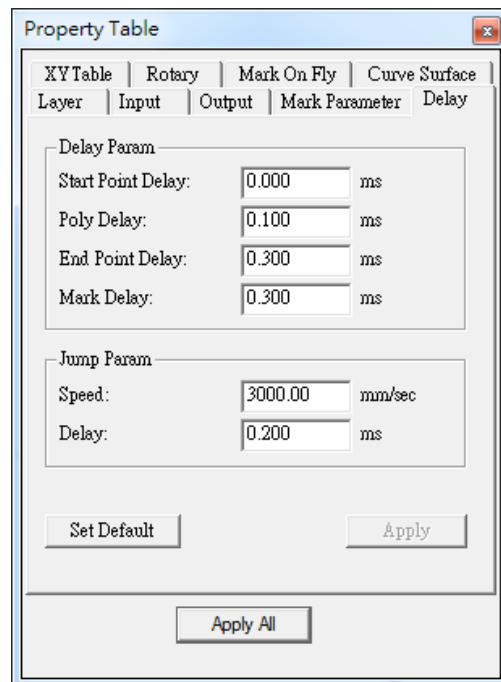 Property Table
XYTable Rotary Mark On Fly Curve Surface
Layer Input Output Mark Parameter Delay
Delay Param
Start Point Delay: 0.000 ms
Poly Delay: 0.100 ms
End Point Delay: 0.300 ms
Mark Delay: 0.300 ms
Jump Param
Speed: 3000.00 mm/sec
Delay: 0.200 ms
Set Default Apply
Apply All